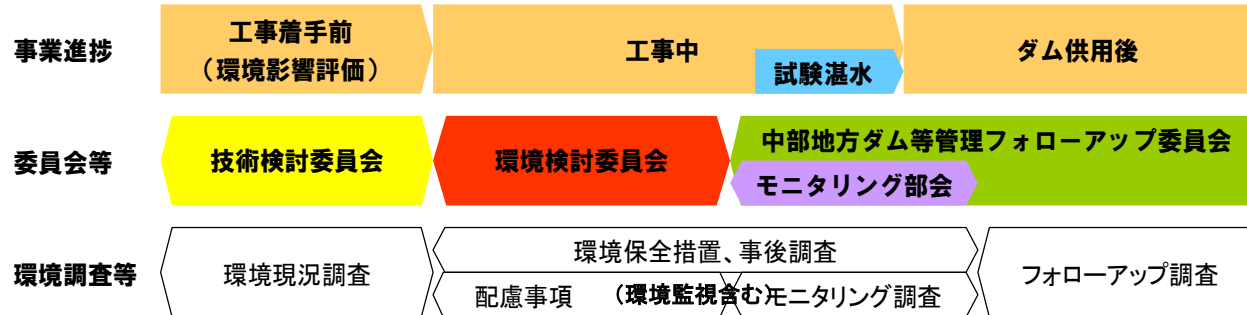 事業進捗
工事着手前
（環境影響評価）
工事中
試験湛水
ダム供用後
委員会等
技術検討委員会
環境検討委員会
中部地方ダム等管理フォローアップ委員会
モニタリング部会
環境調査等
環境現況調査
環境保全措置、事後調査
配慮事項
（環境監視含む）
モニタリング調査
フォローアップ調査